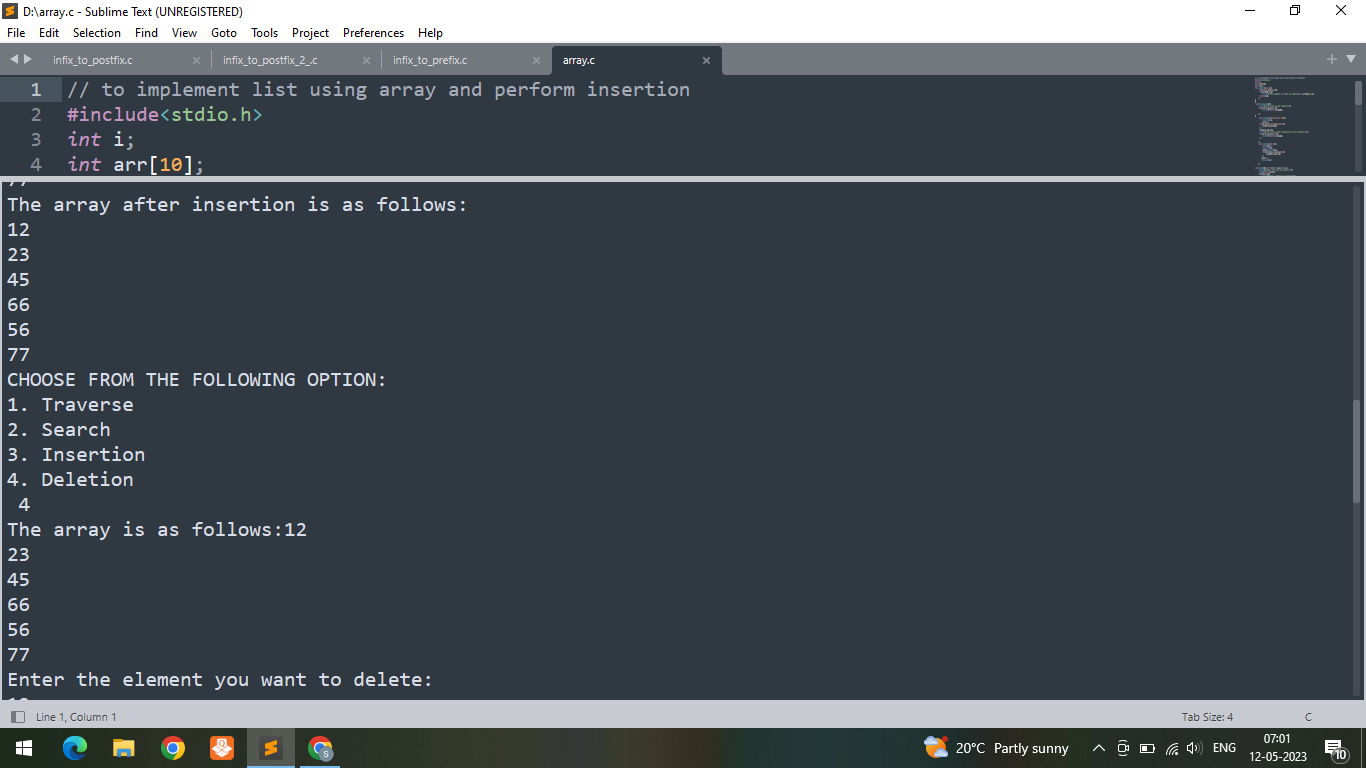 D:\array.c - Sublime Text (UNREGISTERED)
File Edit Selection Find View Goto Tools Project Preferences Help
infix_to_postfix.c infix_to_postfix_2_.c infix_to_prefix.c array.c
1 // to implement list using array and perform insertion
2 #include<stdio.h>
3 int i;
4 int arr[10];
The array after insertion is as follows:
12
23
45
66
56
77
CHOOSE FROM THE FOLLOWING OPTION:
1. Traverse
2. Search
3. Insertion
4. Deletion
4
The array is as follows:12
23
45
66
56
77
Enter the element you want to delete:
Line 1, Column 1 Tab Size: 4 C
20°C Partly sunny ENG 07:01
12-05-2023 10